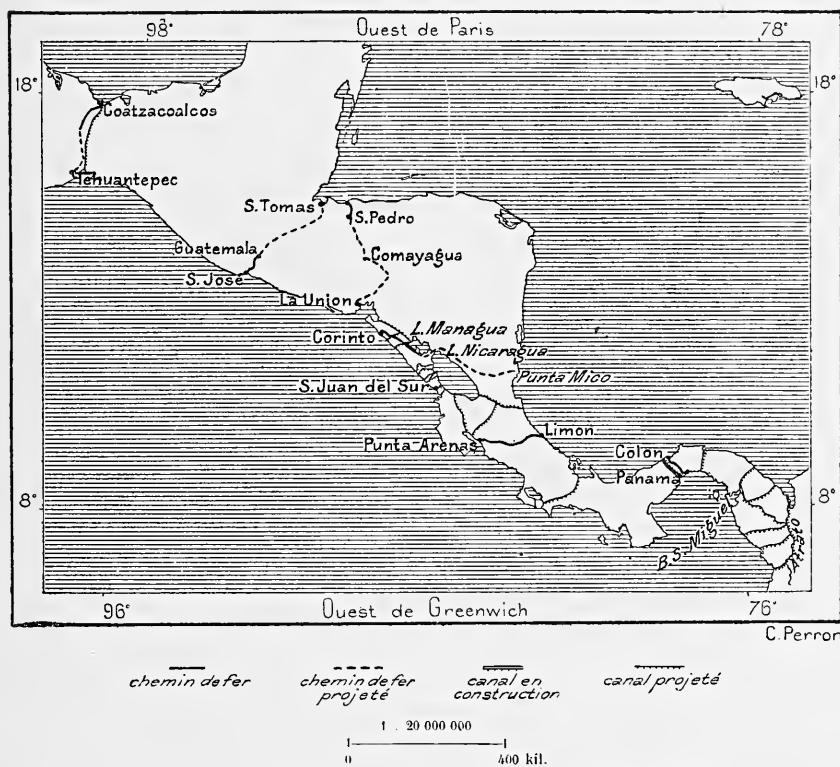 98° Ouest de Paris 78°
18° 18°
Coatzacoalcos
Tehuantepec
S. Tomas
S. Pedro
Guatemala
Comayagua
S. José
La Union
L. Managua
Corinto
L. Nicaragua
Punta Mico
S. Juan del Sur
Limon
Punta-Arenas
Colon
Panama
8° 8°
B. S. Miguel
Atrato
96° Ouest de Greenwich 76°
C. Perron
chemin de fer
chemin de fer
projeté
canal en
construction
canal projeté
1 : 20 000 000
0 400 kil.